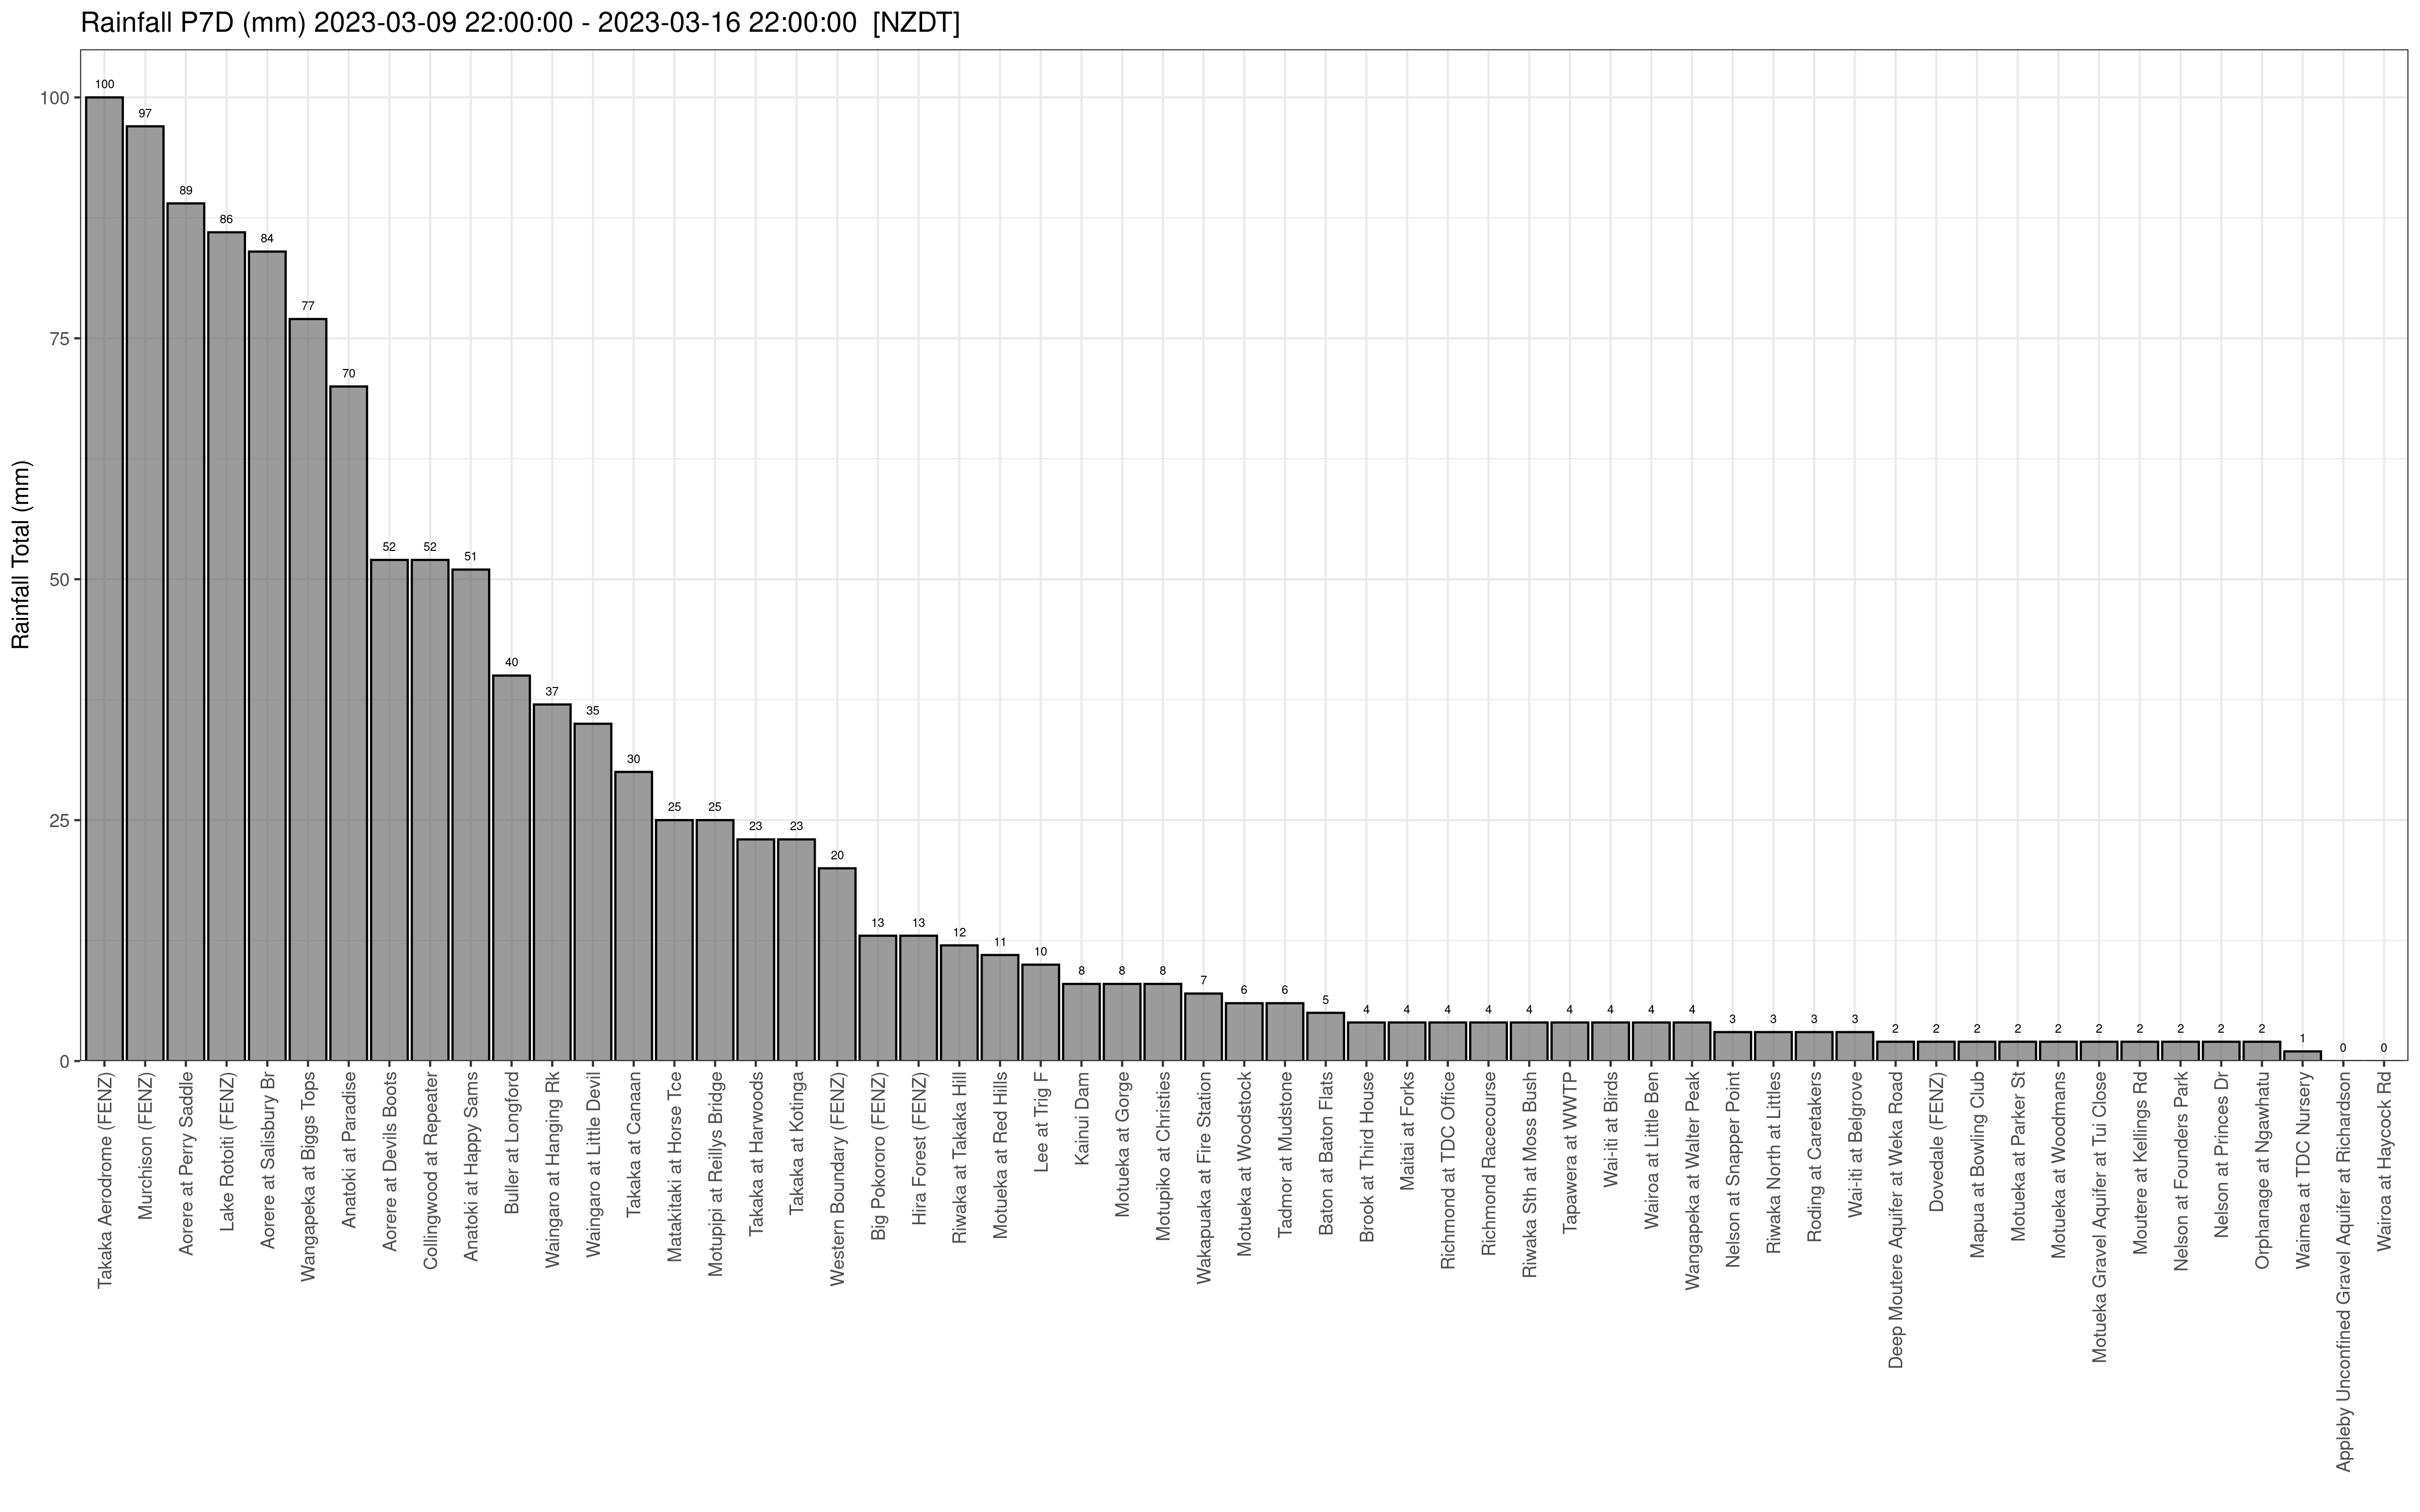 Rainfall P7D (mm) 2023-03-09 22:00:00 - 2023-03-16 22:00:00  [NZDT]
Rainfall Total (mm)
100
75
50
25
0
100
97
89
86
84
77
70
52
52
51
40
37
35
30
25
25
23
23
20
13
13
12
11
10
8
8
8
7
6
6
5
4
4
4
4
4
4
4
4
4
3
3
3
3
2
2
2
2
2
2
2
2
2
2
1
0
0
Takaka Aerodrome (FENZ)
Murchison (FENZ)
Aorere at Perry Saddle
Lake Rotoiti (FENZ)
Aorere at Salisbury Br
Wangapeka at Biggs Tops
Anatoki at Paradise
Aorere at Devils Boots
Collingwood at Repeater
Anatoki at Happy Sams
Buller at Longford
Waingaro at Hanging Rk
Waingaro at Little Devil
Takaka at Canaan
Matakitaki at Horse Tce
Motupipi at Reillys Bridge
Takaka at Harwoods
Takaka at Kotinga
Western Boundary (FENZ)
Big Pokororo (FENZ)
Hira Forest (FENZ)
Riwaka at Takaka Hill
Motueka at Red Hills
Lee at Trig F
Kainui Dam
Motueka at Gorge
Motupiko at Christies
Wakapuaka at Fire Station
Motueka at Woodstock
Tadmor at Mudstone
Baton at Baton Flats
Brook at Third House
Maitai at Forks
Richmond at TDC Office
Richmond Racecourse
Riwaka Sth at Moss Bush
Tapawera at WWTP
Wai-iti at Birds
Wairoa at Little Ben
Wangapeka at Walter Peak
Nelson at Snapper Point
Riwaka North at Littles
Roding at Caretakers
Wai-iti at Belgrove
Deep Moutere Aquifer at Weka Road
Dovedale (FENZ)
Mapua at Bowling Club
Motueka at Parker St
Motueka at Woodmans
Motueka Gravel Aquifer at Tui Close
Moutere at Kellings Rd
Nelson at Founders Park
Nelson at Princes Dr
Orphanage at Ngawhatu
Waimea at TDC Nursery
Appleby Unconfined Gravel Aquifer at Richardson
Wairoa at Haycock Rd